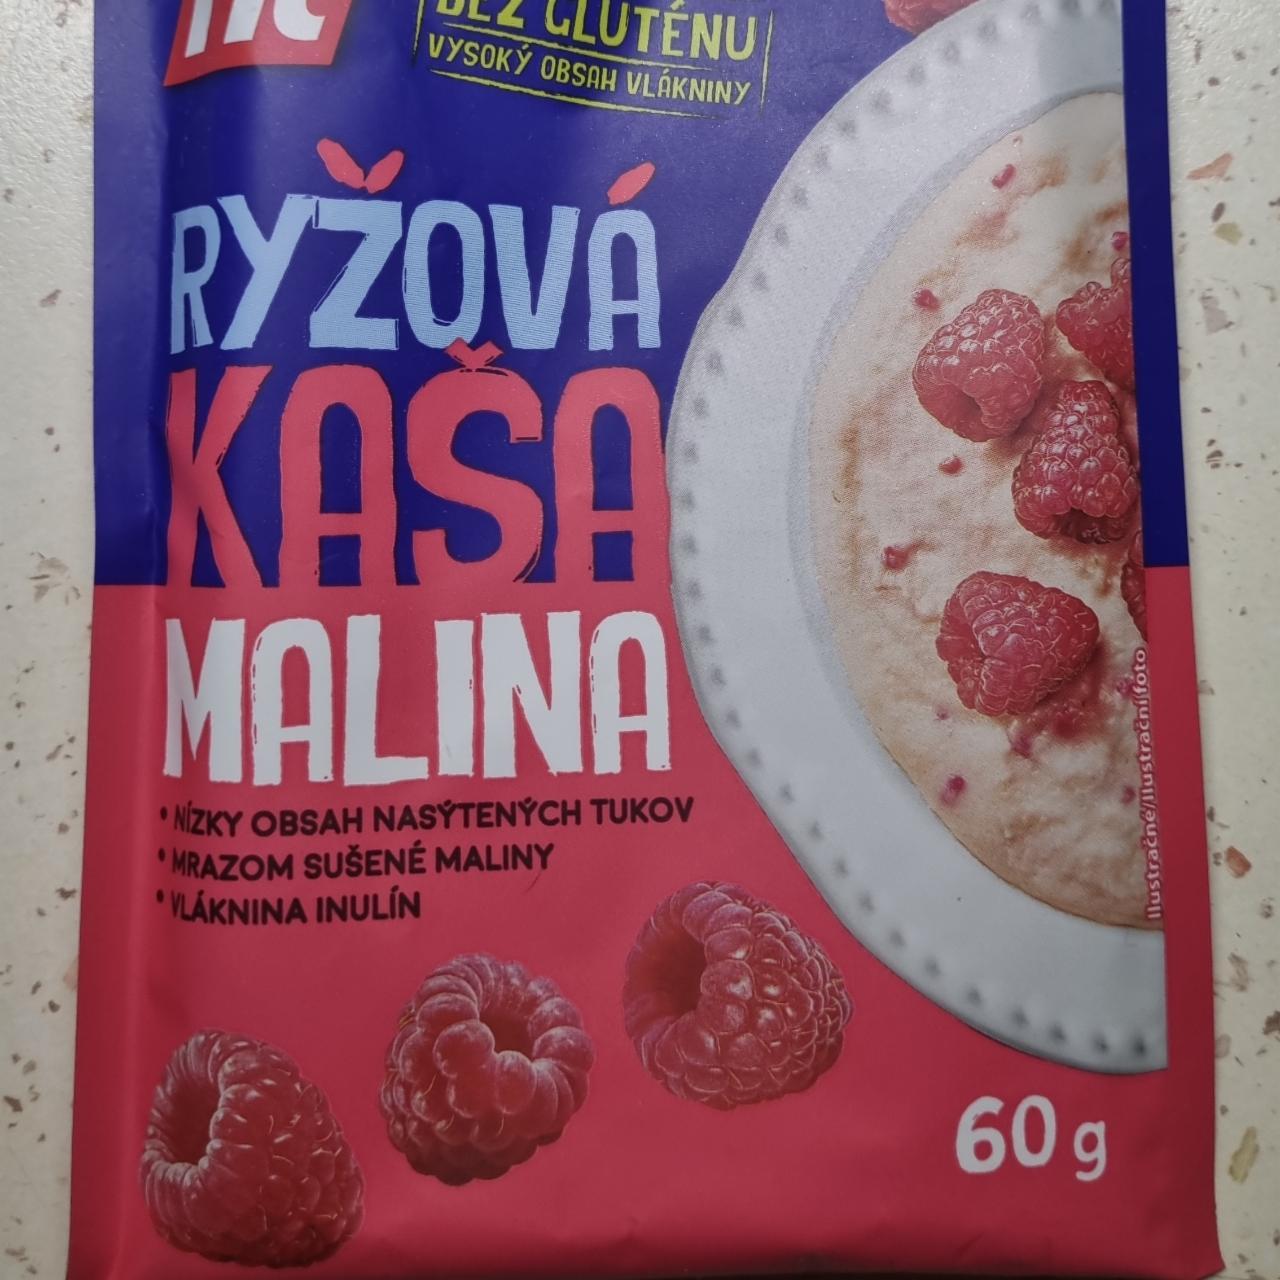 BEZ GLUTÉNU
VYSOKÝ OBSAH VLÁKNINY
RYŽOVÁ
KAŠA
MALINA
• NÍZKY OBSAH NASÝTENÝCH TUKOV
• MRAZOM SUŠENÉ MALINY
• VLÁKNINA INULÍN
Ilustračné/Ilustrační foto
60 g